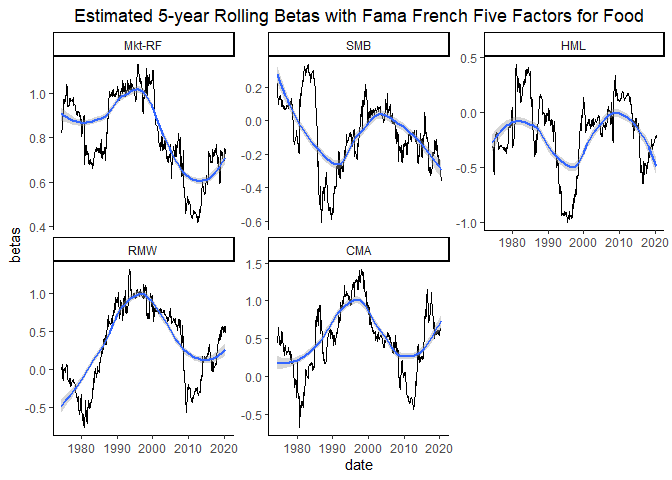 Estimated 5-year Rolling Betas with Fama French Five Factors for Food
Mkt-RF
SMB
HML
1.0
0.8
0.6
0.4
0.2
0.0
-0.2
-0.4
-0.6
0.5
0.0
-0.5
-1.0
1980 1990 2000 2010 2020
betas
RMW
CMA
1.0
0.5
0.0
-0.5
1.5
1.0
0.5
0.0
-0.5
1980 1990 2000 2010 2020
1980 1990 2000 2010 2020
date